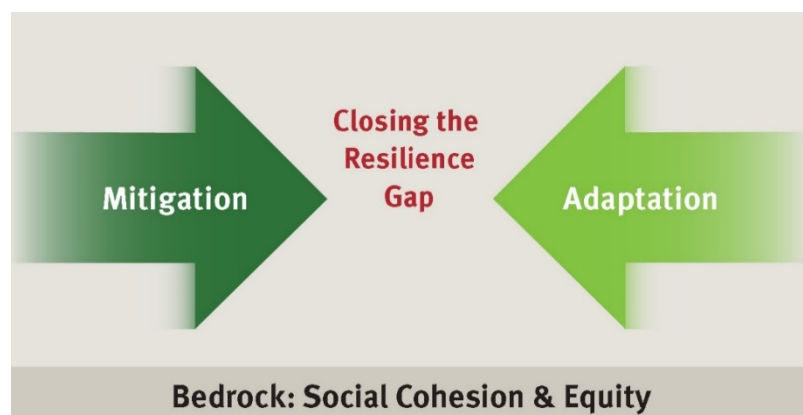 Closing the
Resilience
Gap
Mitigation
Adaptation
Bedrock: Social Cohesion & Equity